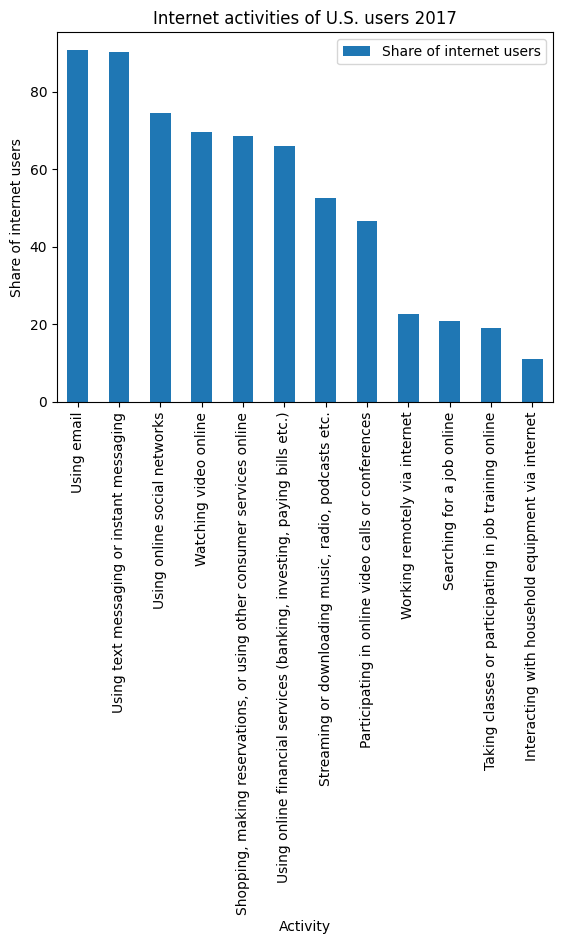 Internet activities of U.S. users 2017
Share of internet users
Share of internet users
80
60
40
20
0
Using email
Using text messaging or instant messaging
Using online social networks
Watching video online
Shopping, making reservations, or using other consumer services online
Using online financial services (banking, investing, paying bills etc.)
Streaming or downloading music, radio, podcasts etc.
Participating in online video calls or conferences
Working remotely via internet
Searching for a job online
Taking classes or participating in job training online
Interacting with household equipment via internet
Activity